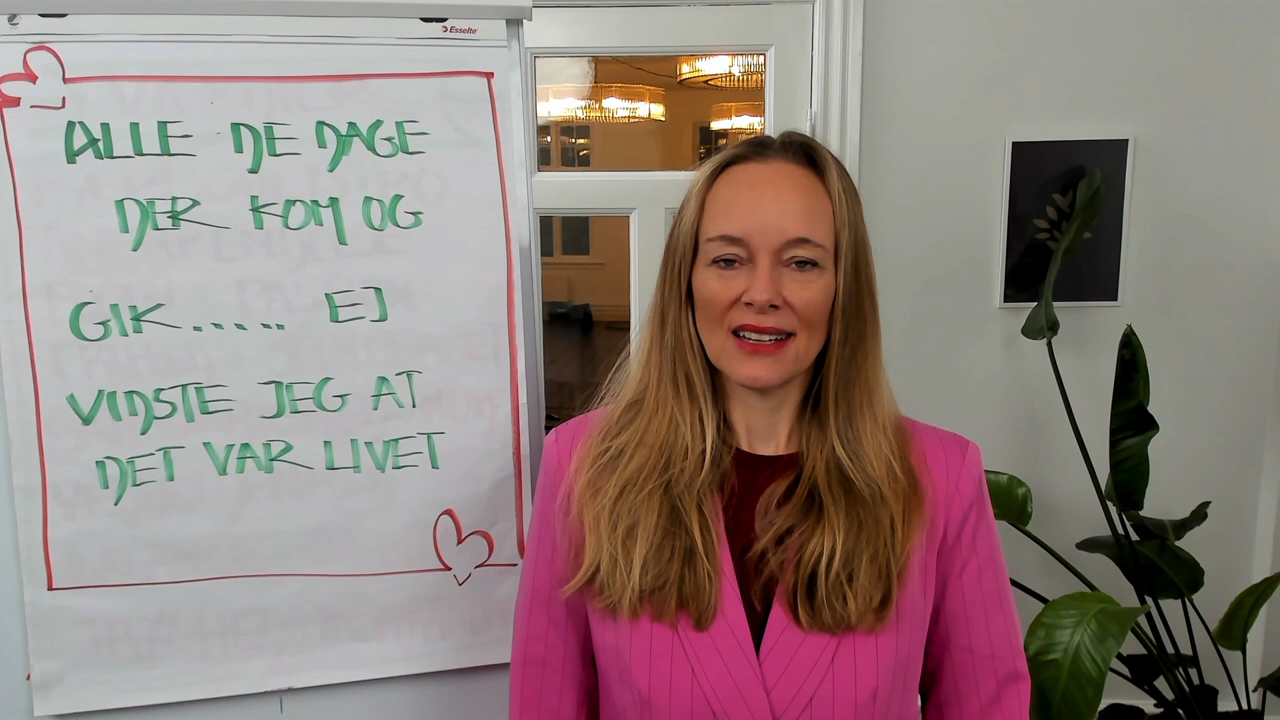 Esselte
ALLE DE DAGE
DER KOM OG
GIK..... EJ
VIDSTE JEG AT
DET VAR LIVET